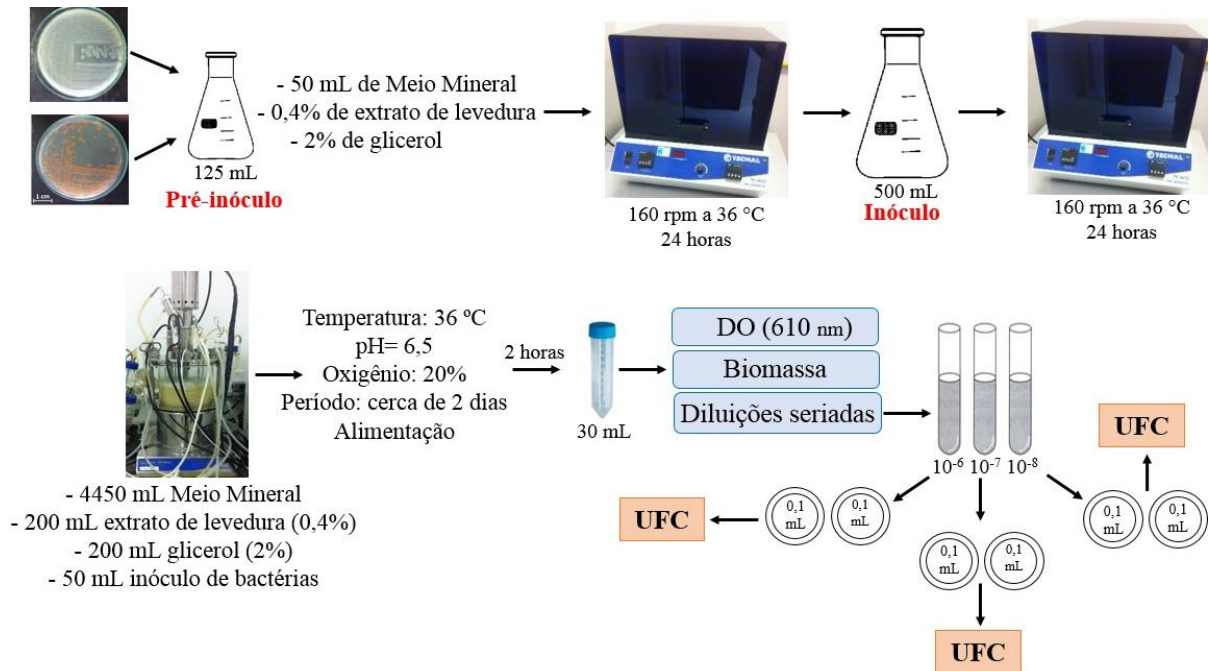 1 cm
125 mL
Pré-inóculo
- 50 mL de Meio Mineral
- 0,4% de extrato de levedura
- 2% de glicerol
TECNAL
160 rpm a 36 °C
24 horas
500 mL
Inóculo
TECNAL
160 rpm a 36 °C
24 horas
- 4450 mL Meio Mineral
- 200 mL extrato de levedura (0,4%)
- 200 mL glicerol (2%)
- 50 mL inóculo de bactérias
Temperatura: 36 ºC
pH= 6,5
Oxigênio: 20%
Período: cerca de 2 dias
Alimentação
2 horas
30 mL
DO (610 nm)
Biomassa
Diluições seriadas
10⁻⁶ 10⁻⁷ 10⁻⁸
UFC
0,1
mL
0,1
mL
UFC
0,1
mL
0,1
mL
UFC
0,1
mL
0,1
mL